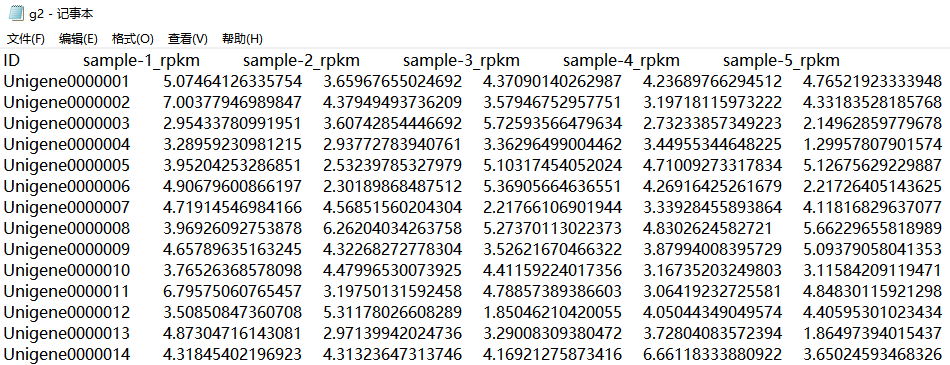 g2 - 记事本
文件(F) 编辑(E) 格式(O) 查看(V) 帮助(H)
ID sample-1_rpkm sample-2_rpkm sample-3_rpkm sample-4_rpkm sample-5_rpkm
Unigene0000001 5.07464126335754 3.65967655024692 4.37090140262987 4.23689766294512 4.76521923333948
Unigene0000002 7.00377946989847 4.37949493736209 3.57946752957751 3.19718115973222 4.33183528185768
Unigene0000003 2.95433780991951 3.60742854446692 5.72593566479634 2.73233857349223 2.14962859779678
Unigene0000004 3.28959230981215 2.93772783940761 3.36296499004462 3.44955344648225 1.29957807901574
Unigene0000005 3.95204253286851 2.53239785327979 5.10317454052024 4.71009273317834 5.12675629229887
Unigene0000006 4.90679600866197 2.30189868487512 5.36905664636551 4.26916425261679 2.21726405143625
Unigene0000007 4.71914546984166 4.56851560204304 2.21766106901944 3.33928455893864 4.11816829637077
Unigene0000008 3.96926092753878 6.26204034263758 5.27370113022373 4.8302624582721 5.66229655818989
Unigene0000009 4.65789635163245 4.32268272778304 3.52621670466322 3.87994008395729 5.09379058041353
Unigene0000010 3.76526368578098 4.47996530073925 4.41159224017356 3.16735203249803 3.11584209119471
Unigene0000011 6.79575060765457 3.19750131592458 4.78857389386603 3.06419232725581 4.84830115921298
Unigene0000012 3.50850847360708 5.31178026608289 1.85046210420055 4.05044349049574 4.40595301023434
Unigene0000013 4.87304716143081 2.97139942024736 3.29008309380472 3.72804083572394 1.86497394015437
Unigene0000014 4.31845402196923 4.31323647313746 4.16921275873416 6.66118333880922 3.65024593468326